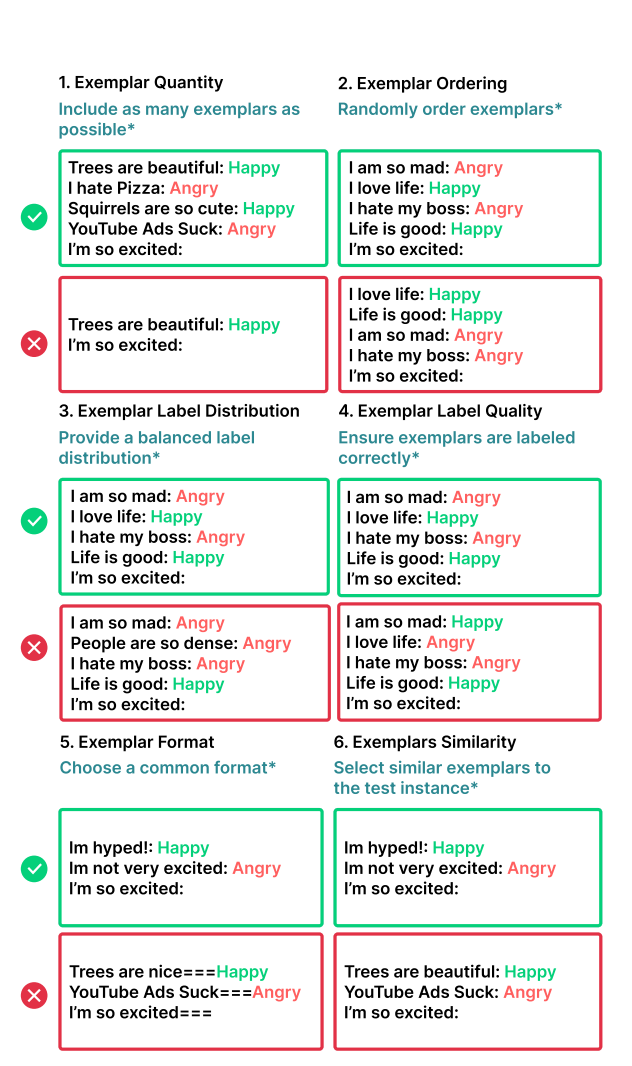 1. Exemplar Quantity
Include as many exemplars as
possible*
Trees are beautiful: Happy
I hate Pizza: Angry
Squirrels are so cute: Happy
YouTube Ads Suck: Angry
I'm so excited:
Trees are beautiful: Happy
I'm so excited:
2. Exemplar Ordering
Randomly order exemplars*
I am so mad: Angry
I love life: Happy
I hate my boss: Angry
Life is good: Happy
I'm so excited:
I love life: Happy
Life is good: Happy
I am so mad: Angry
I hate my boss: Angry
I'm so excited:
3. Exemplar Label Distribution
Provide a balanced label
distribution*
I am so mad: Angry
I love life: Happy
I hate my boss: Angry
Life is good: Happy
I'm so excited:
I am so mad: Angry
People are so dense: Angry
I hate my boss: Angry
Life is good: Happy
I'm so excited:
4. Exemplar Label Quality
Ensure exemplars are labeled
correctly*
I am so mad: Angry
I love life: Happy
I hate my boss: Angry
Life is good: Happy
I'm so excited:
I am so mad: Happy
I love life: Angry
I hate my boss: Angry
Life is good: Happy
I'm so excited:
5. Exemplar Format
Choose a common format*
Im hyped!: Happy
Im not very excited: Angry
I'm so excited:
Trees are nice===Happy
YouTube Ads Suck===Angry
I'm so excited===
6. Exemplars Similarity
Select similar exemplars to
the test instance*
Im hyped!: Happy
Im not very excited: Angry
I'm so excited:
Trees are beautiful: Happy
YouTube Ads Suck: Angry
I'm so excited: